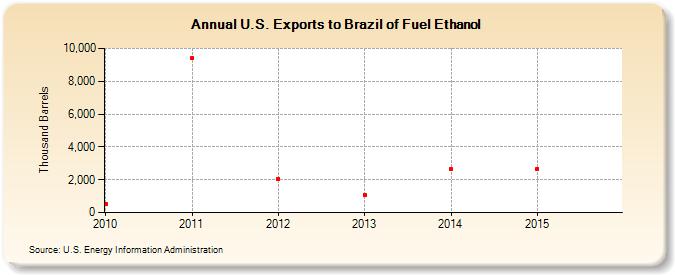 Annual U.S. Exports to Brazil of Fuel Ethanol
Thousand Barrels
10,000
8,000
6,000
4,000
2,000
0
2010 2011 2012 2013 2014 2015
Source: U.S. Energy Information Administration